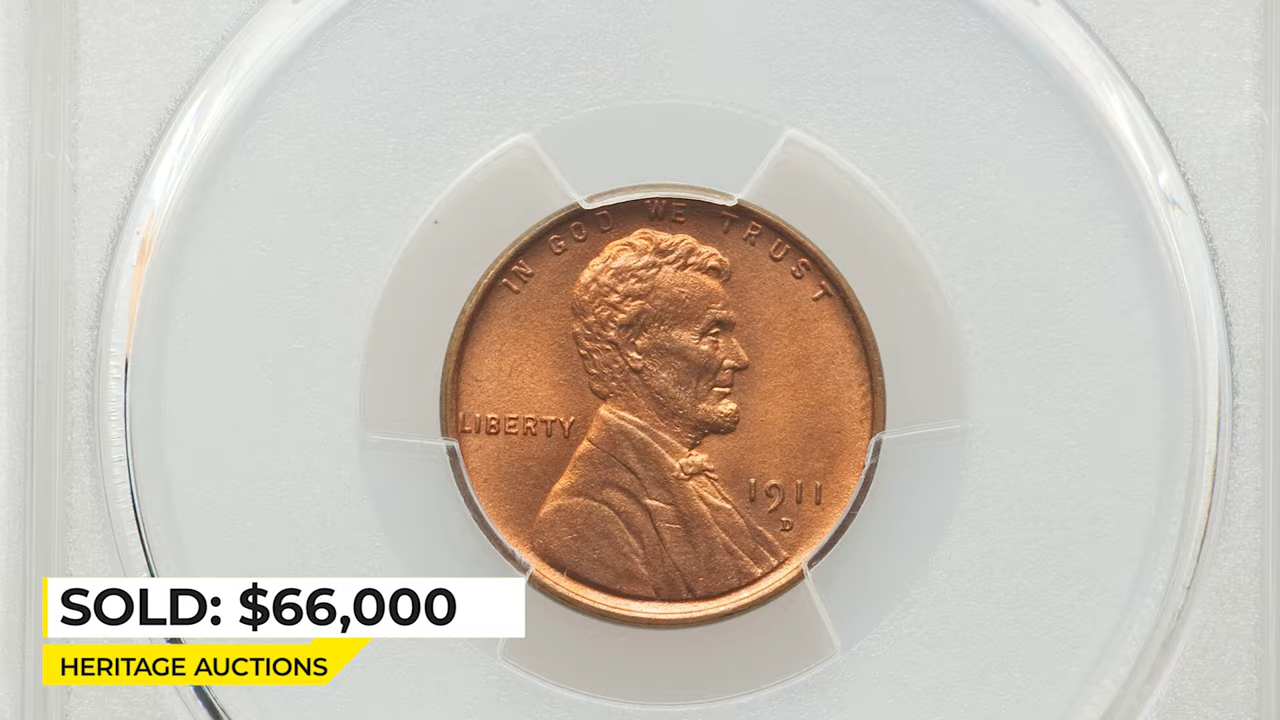 IN GOD WE TRUST
LIBERTY
1911
D
SOLD: $66,000
HERITAGE AUCTIONS